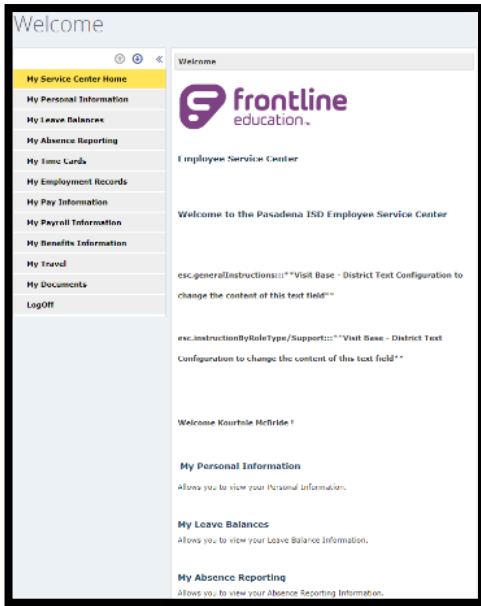 Welcome
My Service Center Home
My Personal Information
My Leave Balances
My Absence Reporting
My Time Cards
My Employment Records
My Pay Information
My Payroll Information
My Benefits Information
My Travel
My Documents
LogOff
Welcome
frontline
education
Employee Service Center
Welcome to the Pasadena ISD Employee Service Center
esc.generalInstructions:::**Visit Base - District Text Configuration to
change the content of this text field**
esc.instructionByRoleType/Support:::**Visit Base - District Text
Configuration to change the content of this text field**
Welcome Kourtnie McBride !
My Personal Information
Allows you to view your Personal Information.
My Leave Balances
Allows you to view your Leave Balance Information.
My Absence Reporting
Allows you to view your Absence Reporting Information.